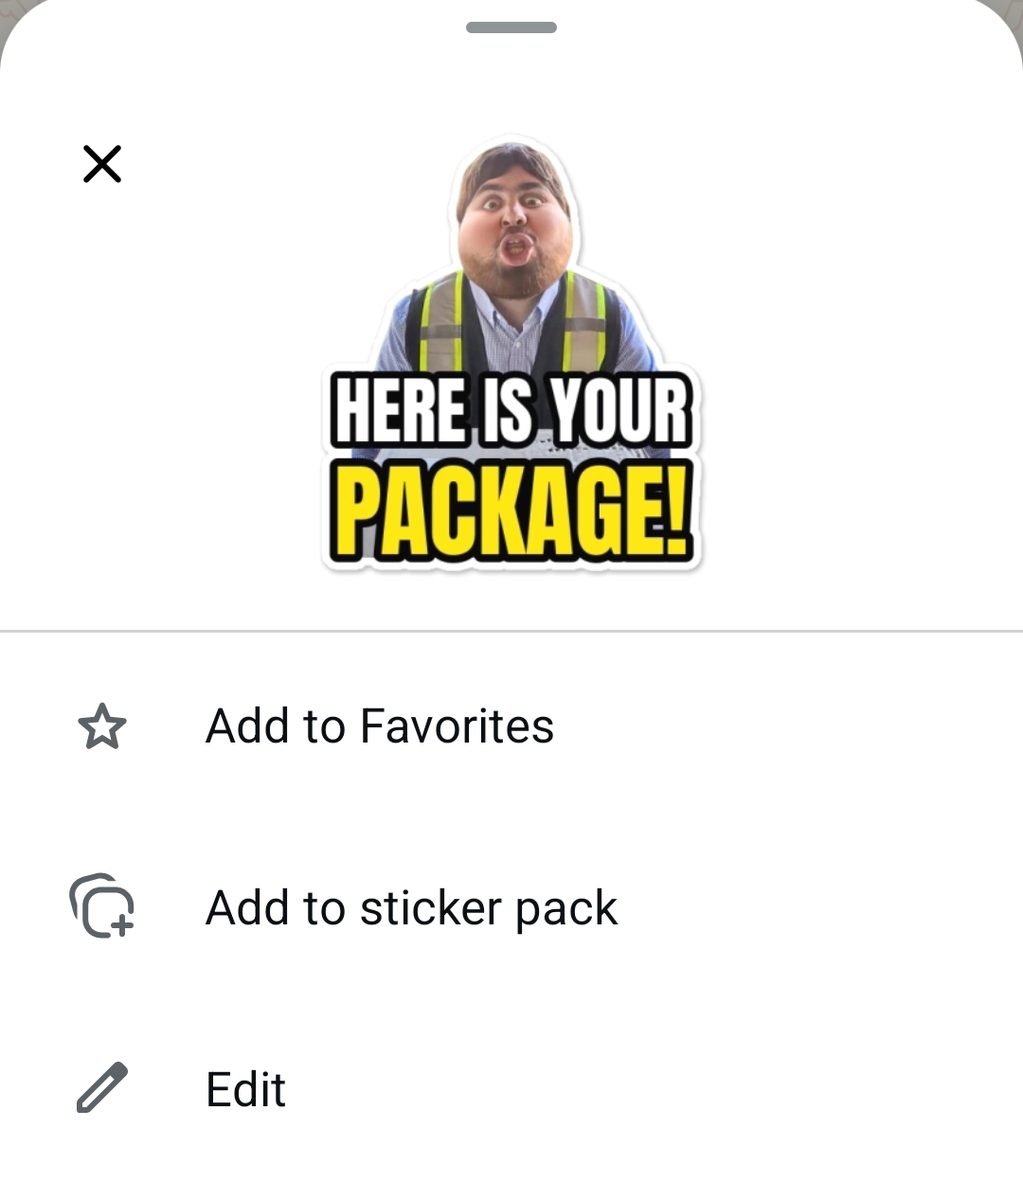 HERE IS YOUR
PACKAGE!
Add to Favorites
Add to sticker pack
Edit